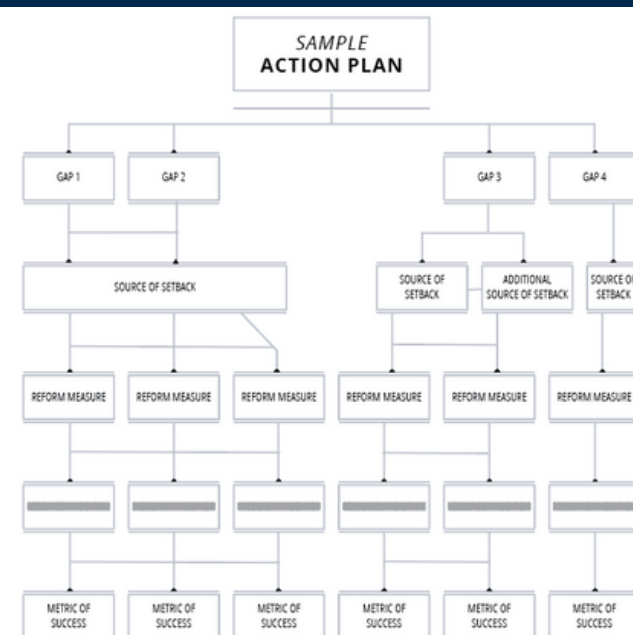 SAMPLE
ACTION PLAN
GAP 1
GAP 2
GAP 3
GAP 4
SOURCE OF SETBACK
SOURCE OF
SETBACK
ADDITIONAL
SOURCE OF SETBACK
SOURCE OF
SETBACK
REFORM MEASURE
REFORM MEASURE
REFORM MEASURE
REFORM MEASURE
REFORM MEASURE
REFORM MEASURE
METRIC OF
SUCCESS
METRIC OF
SUCCESS
METRIC OF
SUCCESS
METRIC OF
SUCCESS
METRIC OF
SUCCESS
METRIC OF
SUCCESS